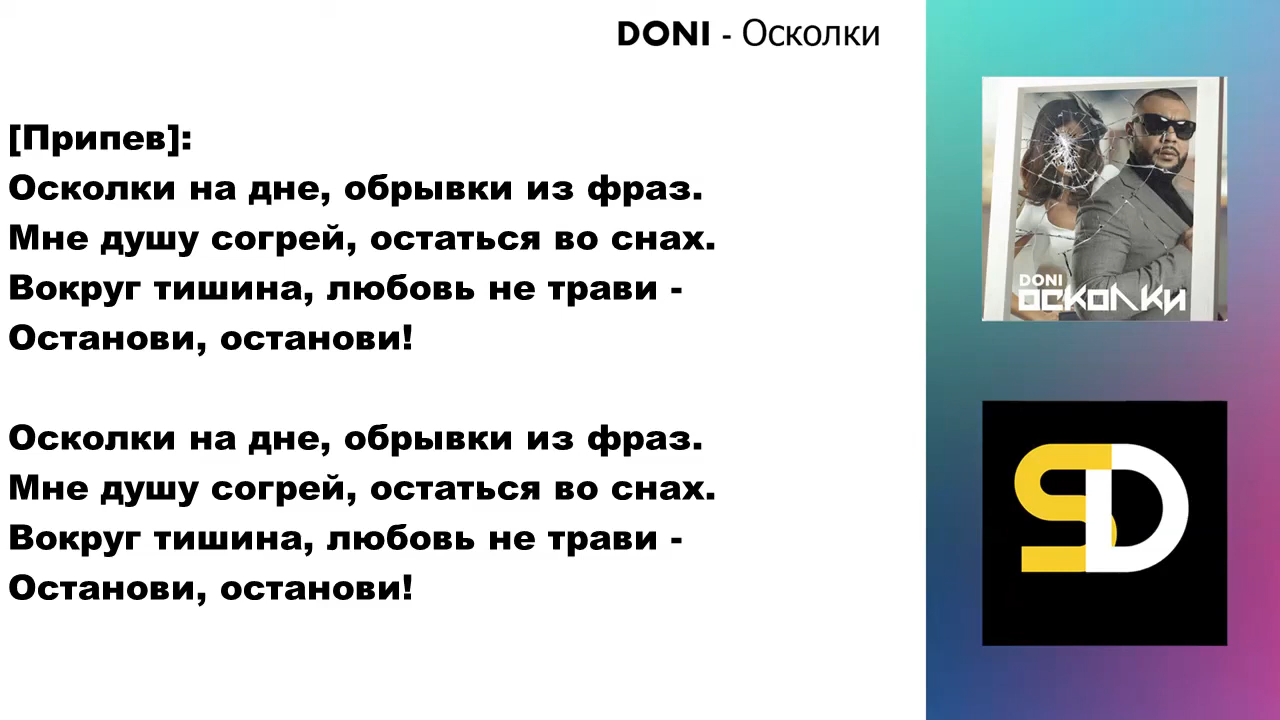 DONI - Осколки
[Припев]:
Осколки на дне, обрывки из фраз.
Мне душу согрей, остаться во снах.
Вокруг тишина, любовь не трави -
Останови, останови!
Осколки на дне, обрывки из фраз.
Мне душу согрей, остаться во снах.
Вокруг тишина, любовь не трави -
Останови, останови!
DONI
ОСКОЛКИ
SD